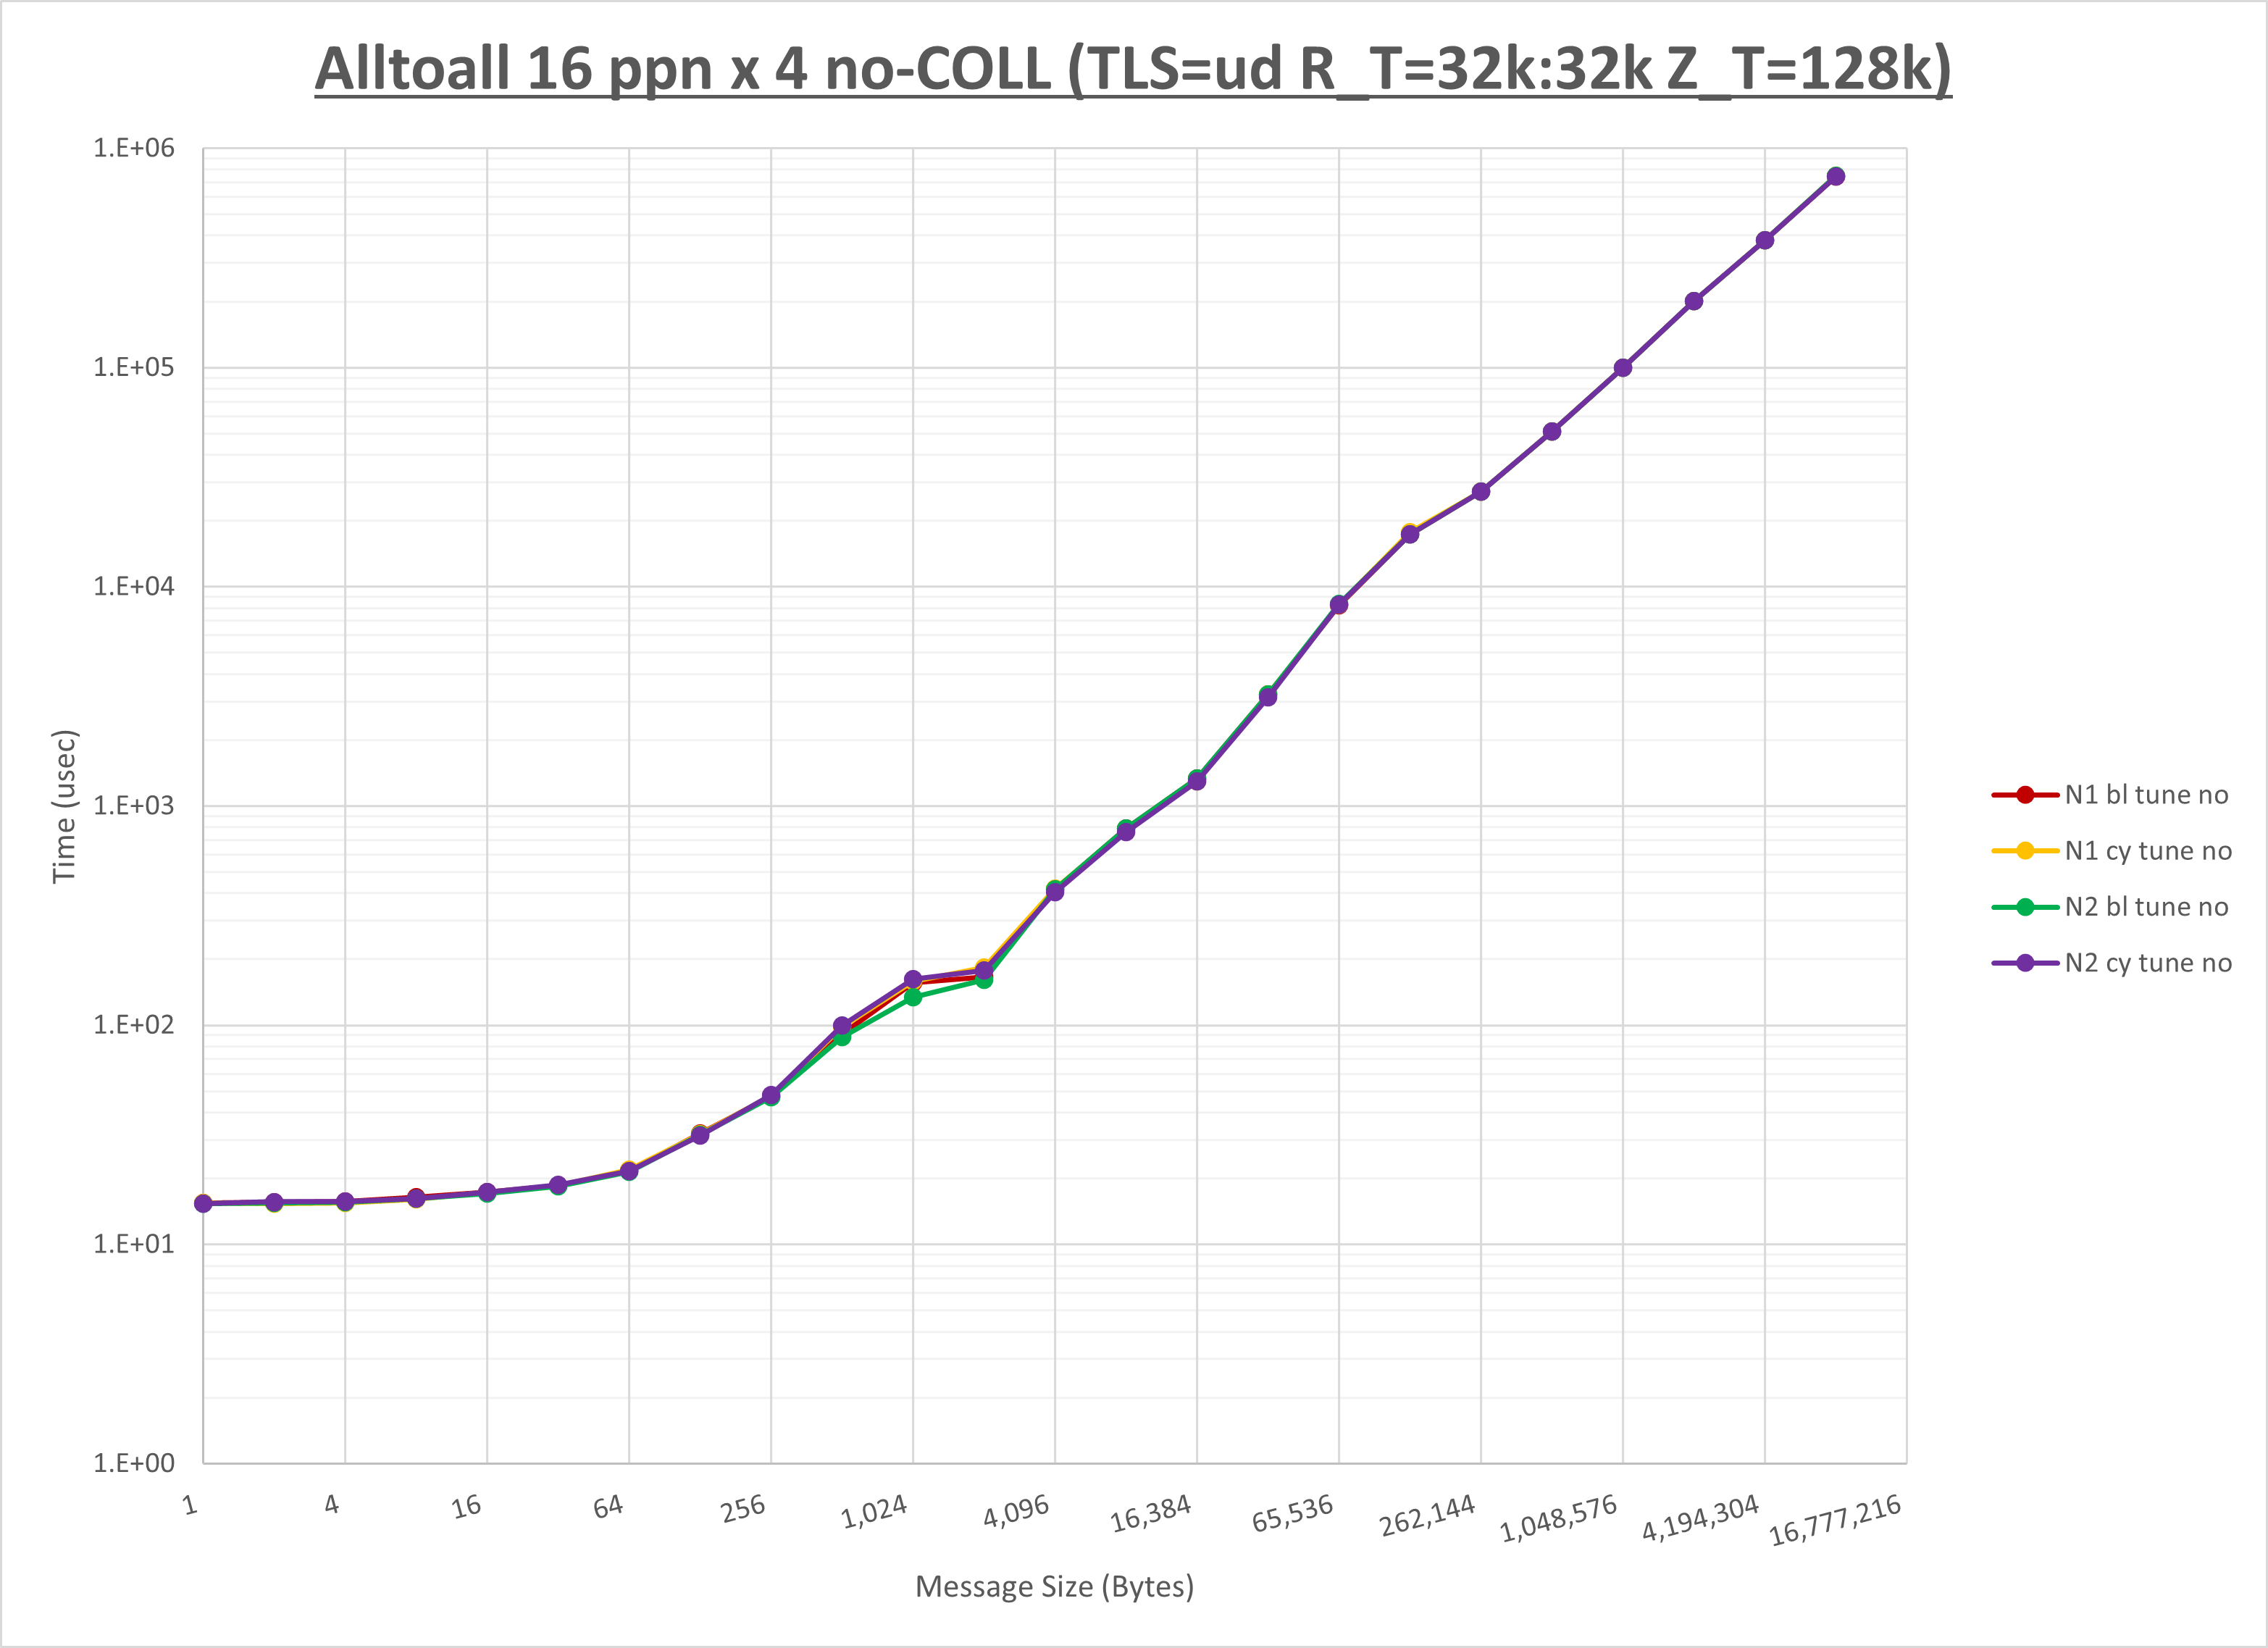 Alltoall 16 ppn x 4 no-COLL (TLS=ud R_T=32k:32k Z_T=128k)
1.E+06
1.E+05
1.E+04
1.E+03
1.E+02
1.E+01
1.E+00
Time (usec)
1 4 16 64 256 1,024 4,096 16,384 65,536 262,144 1,048,576 4,194,304 16,777,216
Message Size (Bytes)
N1 bl tune no
N1 cy tune no
N2 bl tune no
N2 cy tune no